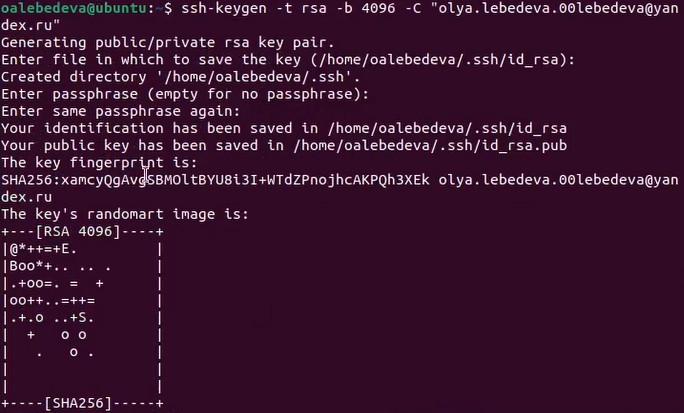 oalebedeva@ubuntu:~$ ssh-keygen -t rsa -b 4096 -C "olya.lebedeva.00lebedeva@yan
dex.ru"
Generating public/private rsa key pair.
Enter file in which to save the key (/home/oalebedeva/.ssh/id_rsa):
Created directory '/home/oalebedeva/.ssh'.
Enter passphrase (empty for no passphrase):
Enter same passphrase again:
Your identification has been saved in /home/oalebedeva/.ssh/id_rsa
Your public key has been saved in /home/oalebedeva/.ssh/id_rsa.pub
The key fingerprint is:
SHA256:xamcyQgAvgSBMOltBYU8i3I+WTdZPnojhcAKPQh3XEk olya.lebedeva.00lebedeva@yan
dex.ru
The key's randomart image is:
+---[RSA 4096]----+
|@*++=+E.         |
|Boo*+.. .. .     |
|.+oo=. =  +      |
|oo++..=++=       |
|.+.o ..+S.       |
|  +   o o        |
|   .   o .       |
|                 |
|                 |
+----[SHA256]-----+